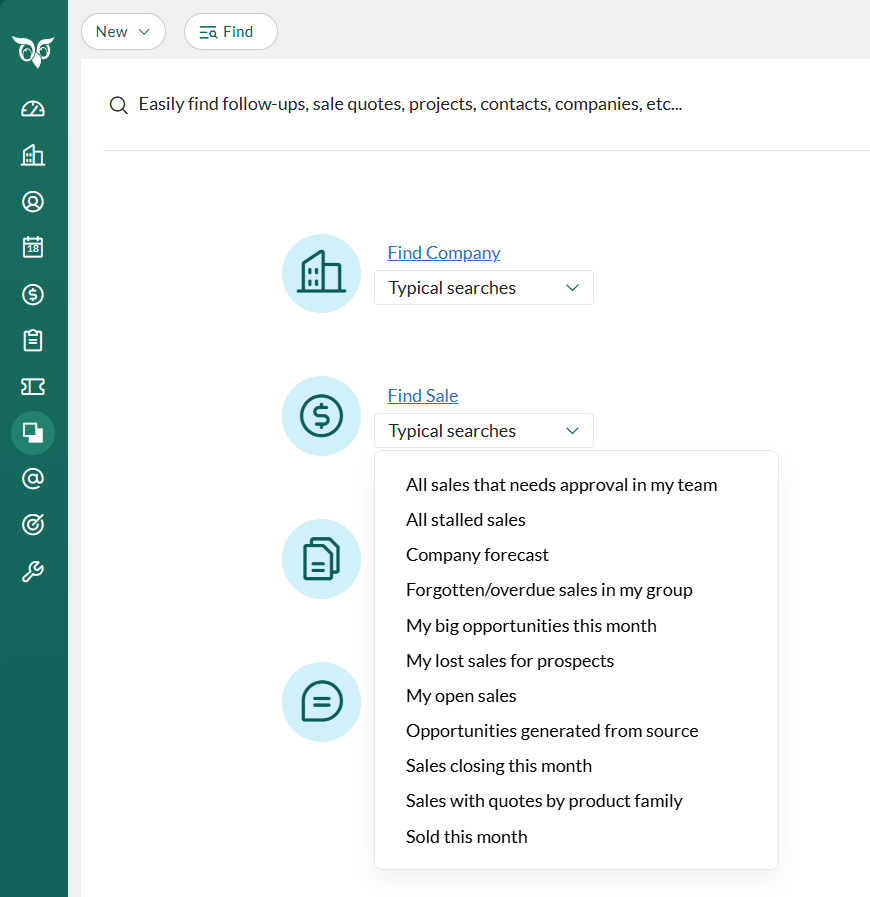 New
Find
Easily find follow-ups, sale quotes, projects, contacts, companies, etc...
18
Find Company
Typical searches
Find Sale
Typical searches
All sales that needs approval in my team
All stalled sales
Company forecast
Forgotten/overdue sales in my group
My big opportunities this month
My lost sales for prospects
My open sales
Opportunities generated from source
Sales closing this month
Sales with quotes by product family
Sold this month